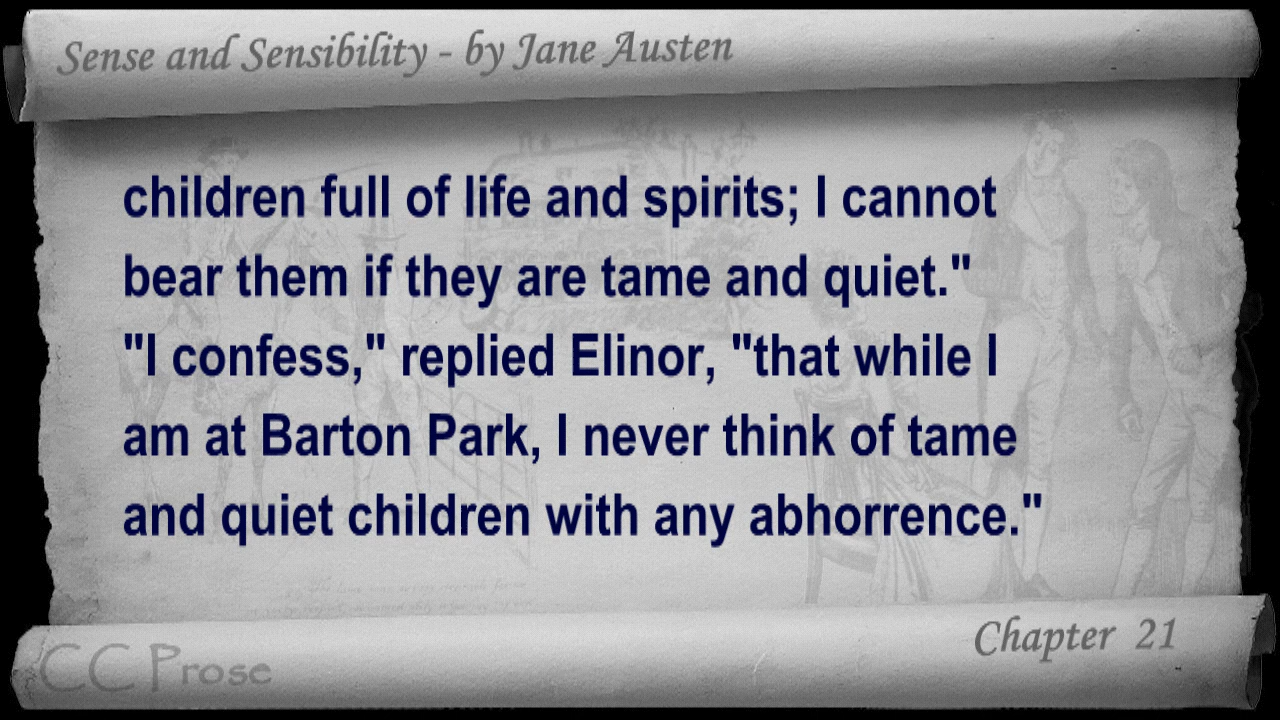 Sense and Sensibility - by Jane Austen
children full of life and spirits; I cannot
bear them if they are tame and quiet."
"I confess," replied Elinor, "that while I
am at Barton Park, I never think of tame
and quiet children with any abhorrence."
Chapter 21
CC Prose